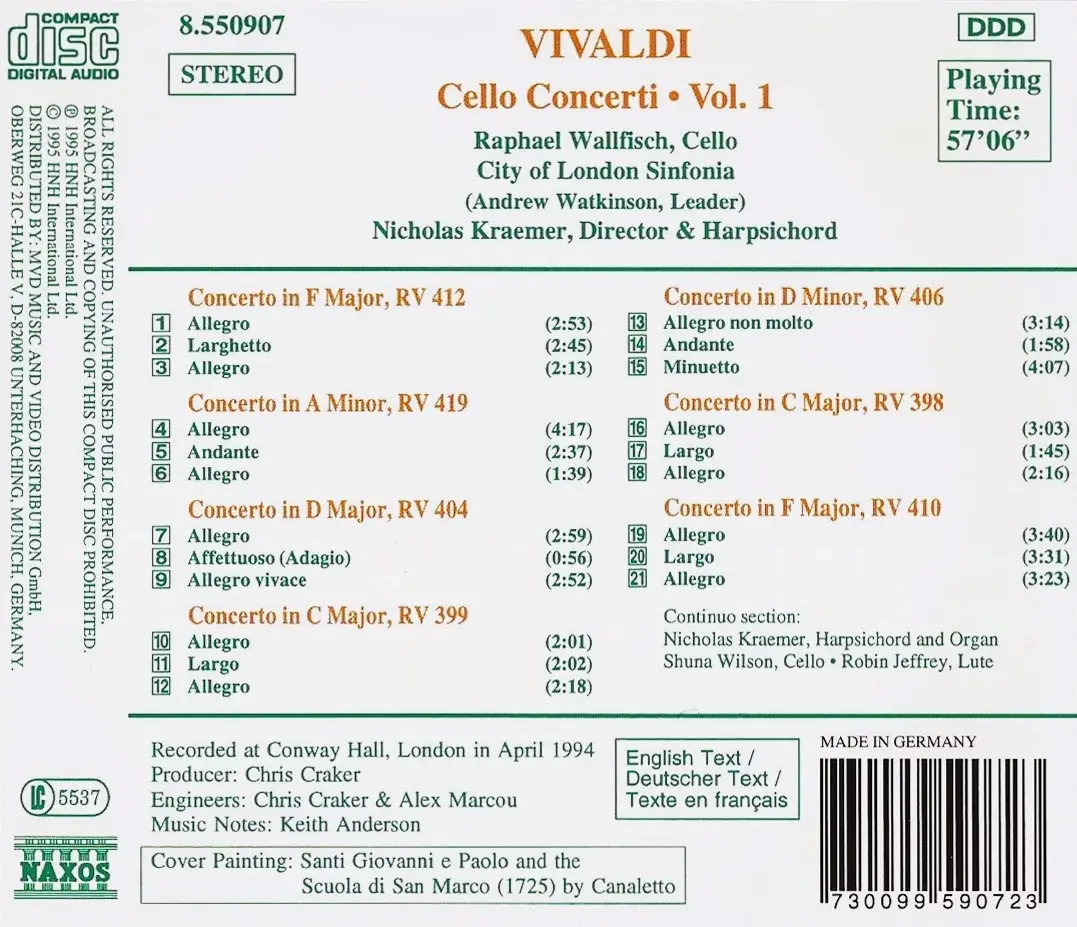 COMPACT
disc
DIGITAL AUDIO
8.550907
STEREO
VIVALDI
Cello Concerti • Vol. 1
Raphael Wallfisch, Cello
City of London Sinfonia
(Andrew Watkinson, Leader)
Nicholas Kraemer, Director & Harpsichord
DDD
Playing
Time:
57’06”
ALL RIGHTS RESERVED. UNAUTHORISED PUBLIC PERFORMANCE,
BROADCASTING AND COPYING OF THIS COMPACT DISC PROHIBITED.
℗ 1995 HNH International Ltd.
© 1995 HNH International Ltd.
DISTRIBUTED BY: MVD MUSIC AND VIDEO DISTRIBUTION GmbH,
OBERWEG 21C-HALLE V, D-82008 UNTERHACHING, MUNICH, GERMANY.
Concerto in F Major, RV 412
1 Allegro (2:53)
2 Larghetto (2:45)
3 Allegro (2:13)
Concerto in A Minor, RV 419
4 Allegro (4:17)
5 Andante (2:37)
6 Allegro (1:39)
Concerto in D Major, RV 404
7 Allegro (2:59)
8 Affettuoso (Adagio) (0:56)
9 Allegro vivace (2:52)
Concerto in C Major, RV 399
10 Allegro (2:01)
11 Largo (2:02)
12 Allegro (2:18)
Concerto in D Minor, RV 406
13 Allegro non molto (3:14)
14 Andante (1:58)
15 Minuetto (4:07)
Concerto in C Major, RV 398
16 Allegro (3:03)
17 Largo (1:45)
18 Allegro (2:16)
Concerto in F Major, RV 410
19 Allegro (3:40)
20 Largo (3:31)
21 Allegro (3:23)
Continuo section:
Nicholas Kraemer, Harpsichord and Organ
Shuna Wilson, Cello • Robin Jeffrey, Lute
Recorded at Conway Hall, London in April 1994
Producer: Chris Craker
Engineers: Chris Craker & Alex Marcou
Music Notes: Keith Anderson
English Text /
Deutscher Text /
Texte en français
MADE IN GERMANY
730099 590723
LC 5537
NAXOS
Cover Painting: Santi Giovanni e Paolo and the
Scuola di San Marco (1725) by Canaletto